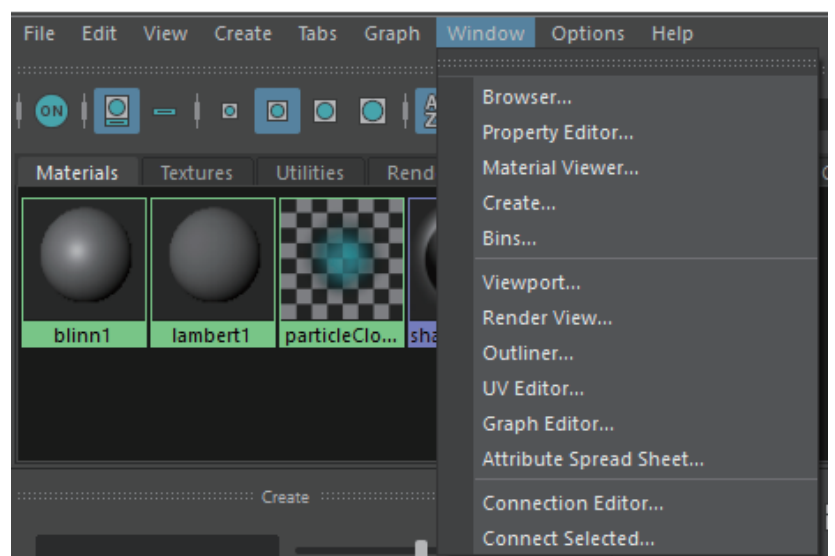 File Edit View Create Tabs Graph Window Options Help
ON
A
Z
Browser...
Property Editor...
Material Viewer...
Create...
Bins...
Viewport...
Render View...
Outliner...
UV Editor...
Graph Editor...
Attribute Spread Sheet...
Connection Editor...
Connect Selected...
Materials Textures Utilities Rend
blinn1 lambert1 particleClo... sha
Create